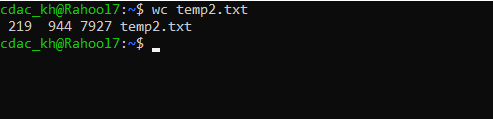 cdac_kh@Rahool7:~$ wc temp2.txt
 219  944 7927 temp2.txt
cdac_kh@Rahool7:~$